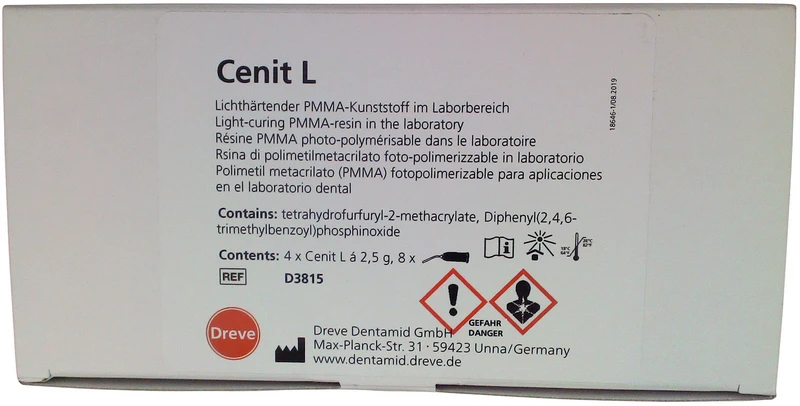 Cenit L
Lichthärtender PMMA-Kunststoff im Laborbereich
Light-curing PMMA-resin in the laboratory
Résine PMMA photo-polymérisable dans le laboratoire
Rsina di polimetilmetacrilato foto-polimerizzable in laboratorio
Polimetil metacrilato (PMMA) fotopolimerizable para aplicaciones
en el laboratorio dental
Contains: tetrahydrofurfuryl-2-methacrylate, Diphenyl(2,4,6-
trimethylbenzoyl)phosphinoxide
Contents: 4 x Cenit L á 2,5 g, 8 x
REF D3815
GEFAHR
DANGER
Dreve
Dreve Dentamid GmbH
Max-Planck-Str. 31 · 59423 Unna/Germany
www.dentamid.dreve.de
18646-1/08.2019